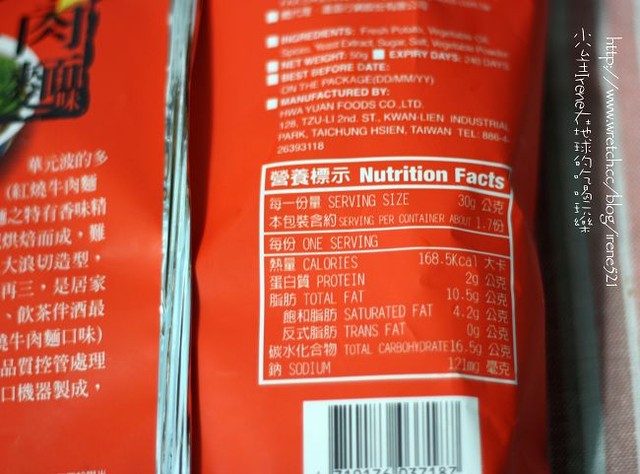 肉
麵
味
華元波的多
(紅燒牛肉麵
之特有香味精
烘焙而成,難
大浪切造型,
再三,是居家
、飲茶伴酒最
燒牛肉麵口味)
品質控管處理
口機器製成,
INGREDIENTS: Fresh Potato, Vegetable Oil,
Spices, Yeast Extract, Sugar, Salt, Vegetable Powder
NET WEIGHT: 50g EXPIRY DAYS: 240 DAYS
BEST BEFORE DATE:
ON THE PACKAGE(DD/MM/YY)
MANUFACTURED BY:
HWA YUAN FOODS CO.,LTD.
128, TZU-LI 2nd. ST., KWAN-LIEN INDUSTRIAL
PARK, TAICHUNG HSIEN, TAIWAN TEL: 886-4-
26393118
營養標示 Nutrition Facts
每一份量 SERVING SIZE 30g 公克
本包裝含約 SERVING PER CONTAINER ABOUT 1.7份
每份 ONE SERVING
熱量 CALORIES 168.5Kcal 大卡
蛋白質 PROTEIN 2g 公克
脂肪 TOTAL FAT 10.5g 公克
飽和脂肪 SATURATED FAT 4.2g 公克
反式脂肪 TRANS FAT 0g 公克
碳水化合物 TOTAL CARBOHYDRATE 16.5g 公克
鈉 SODIUM 121mg 毫克
4 710176 037187
http://www.wretch.cc/blog/irene521